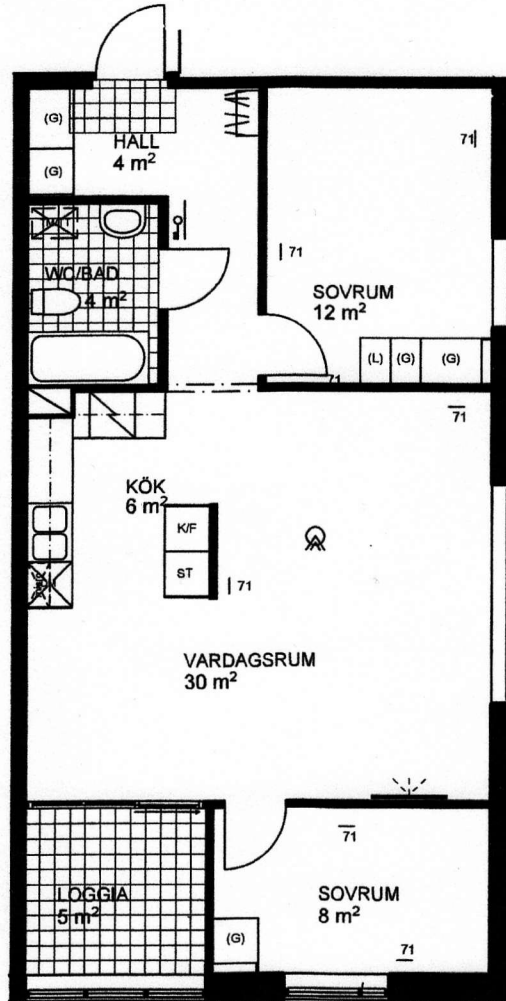 (G)
HALL
4 m²
(G)
71
WC/BAD
4 m²
71
SOVRUM
12 m²
(L) (G) (G)
71
71
KÖK
6 m²
K/F
ST
71
VARDAGSRUM
30 m²
71
LOGGIA
5 m²
SOVRUM
8 m²
(G)
71